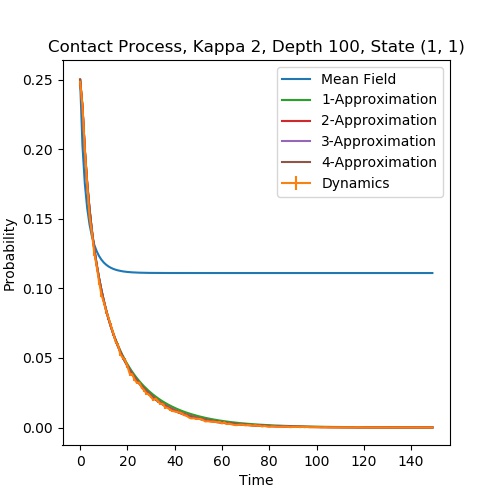 Contact Process, Kappa 2, Depth 100, State (1, 1)
Mean Field
1-Approximation
2-Approximation
3-Approximation
4-Approximation
Dynamics
0.25
0.20
0.15
0.10
0.05
0.00
Probability
0 20 40 60 80 100 120 140
Time